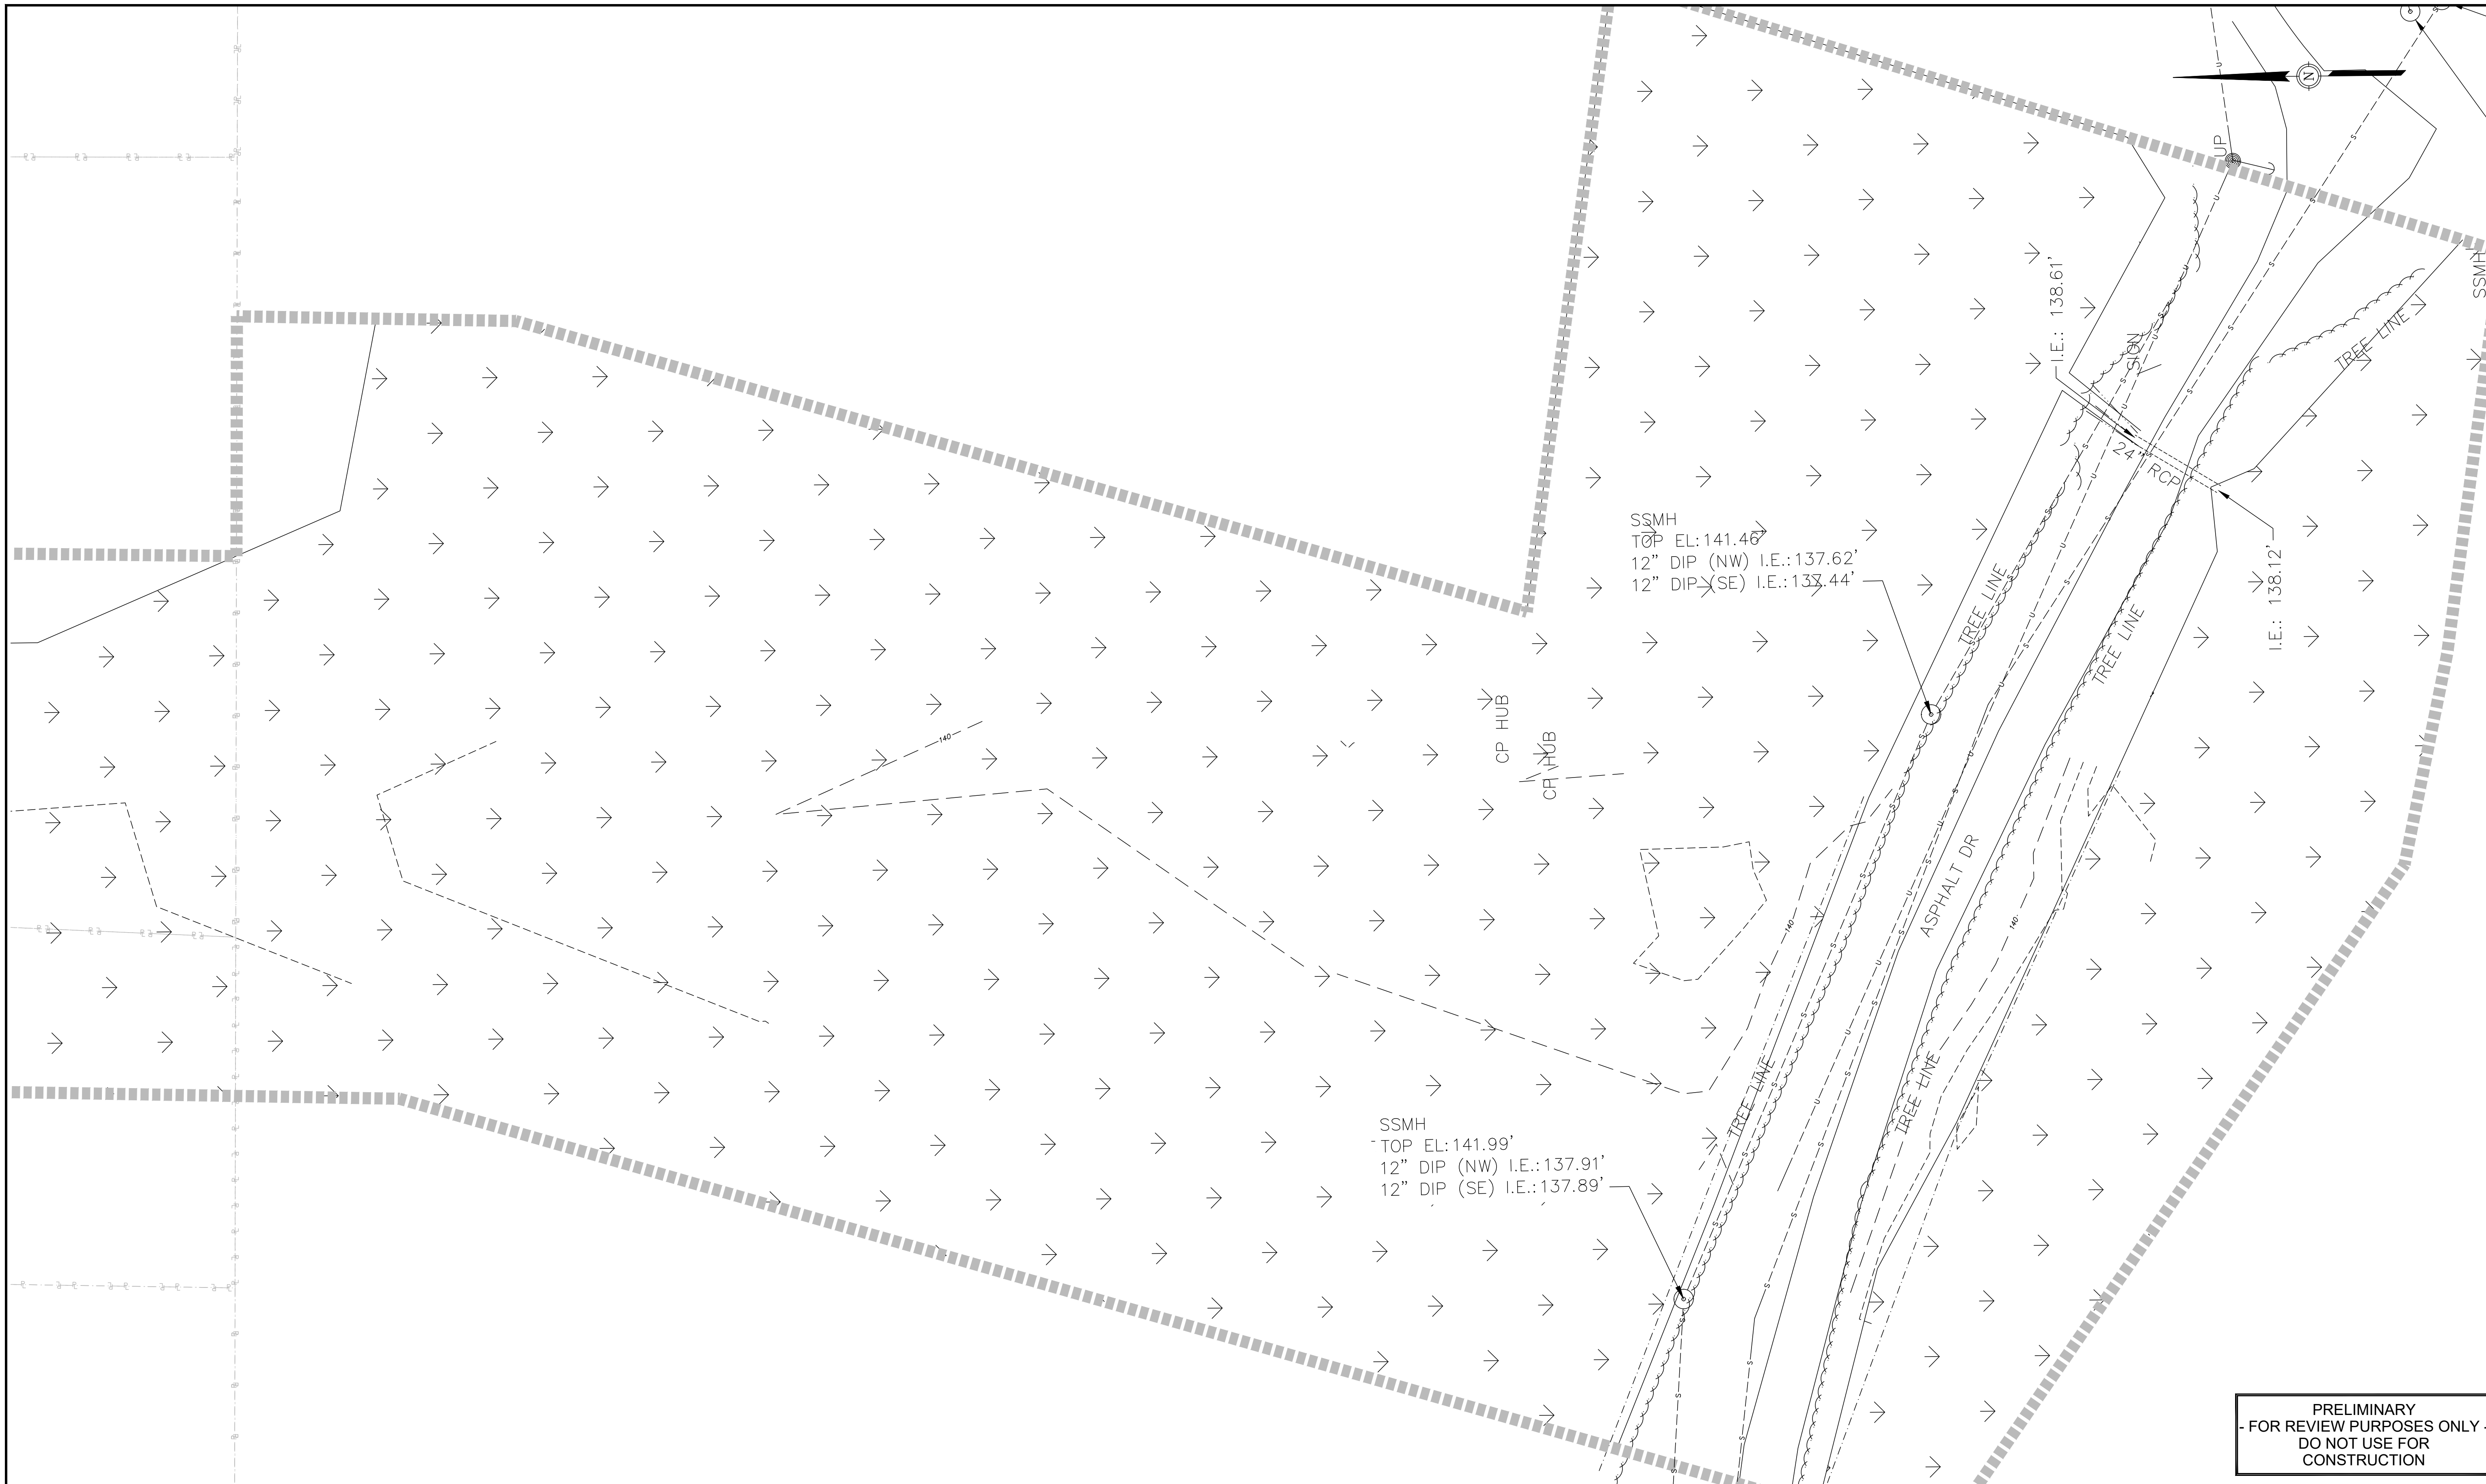 N
UP
SSMH
I.E.: 138.61'
SIGN
TREE LINE
24" RCP
SSMH
TOP EL:141.46'
12" DIP (NW) I.E.:137.62'
12" DIP (SE) I.E.:137.44'
I.E.: 138.12'
TREE LINE
TREE LINE
CP HUB
CP HUB
140
ASPHALT DR
140
140
TREE LINE
TREE LINE
SSMH
TOP EL:141.99'
12" DIP (NW) I.E.:137.91'
12" DIP (SE) I.E.:137.89'
PRELIMINARY
- FOR REVIEW PURPOSES ONLY -
DO NOT USE FOR
CONSTRUCTION